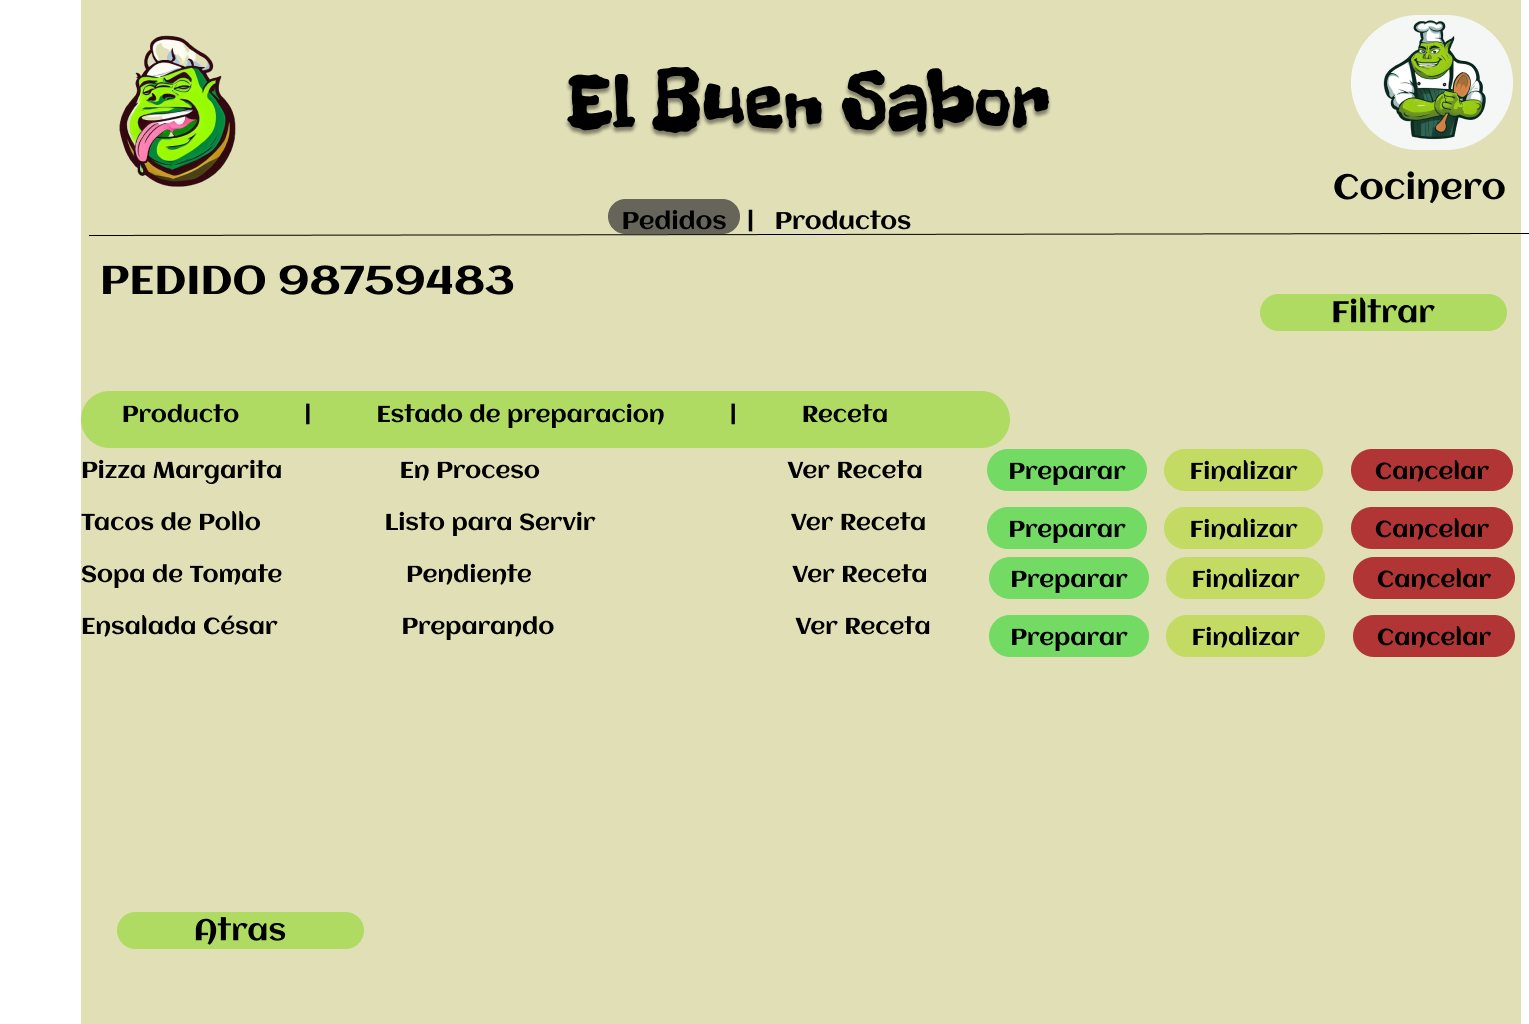 El Buen Sabor
Cocinero
Pedidos | Productos
PEDIDO 98759483
Filtrar
Producto | Estado de preparacion | Receta
Pizza Margarita En Proceso Ver Receta Preparar Finalizar Cancelar
Tacos de Pollo Listo para Servir Ver Receta Preparar Finalizar Cancelar
Sopa de Tomate Pendiente Ver Receta Preparar Finalizar Cancelar
Ensalada César Preparando Ver Receta Preparar Finalizar Cancelar
Atras